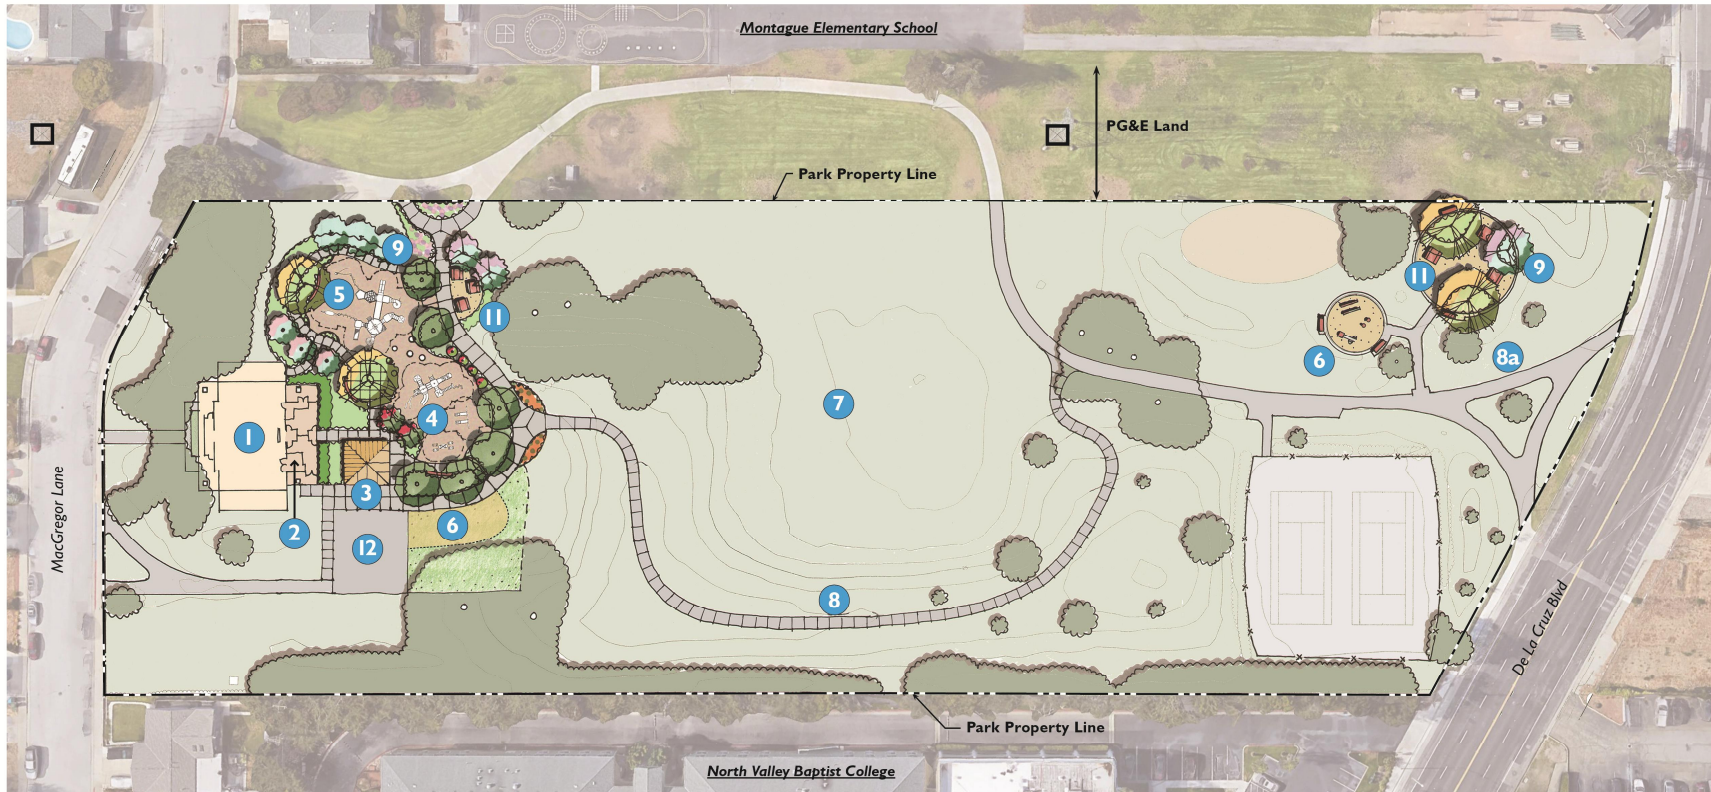 Montague Elementary School
PG&E Land
Park Property Line
9
9
5
11
11
6
8a
7
4
1
3
6
2
12
8
MacGregor Lane
De La Cruz Blvd
Park Property Line
North Valley Baptist College